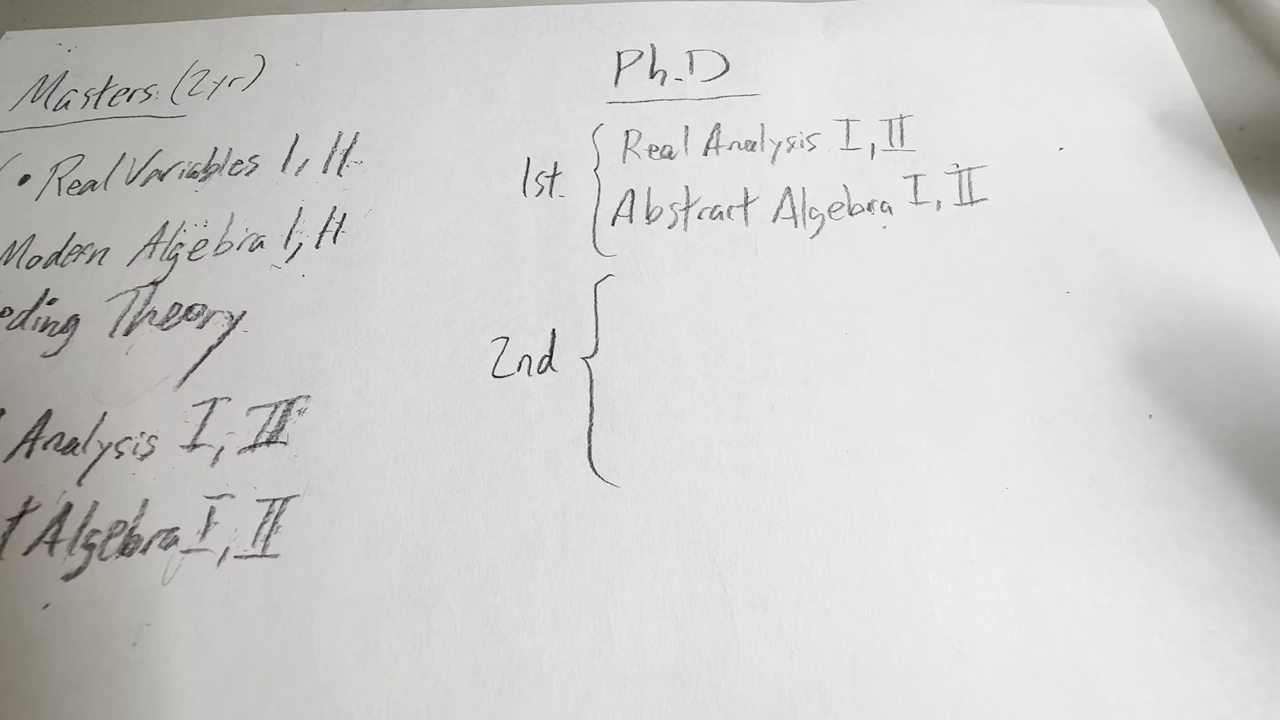 Masters (2yr)
• Real Variables I, II
Modern Algebra I, II
Theory
Analysis I, II
Algebra I, II
Ph.D
1st
Real Analysis I, II
Abstract Algebra I, II
2nd